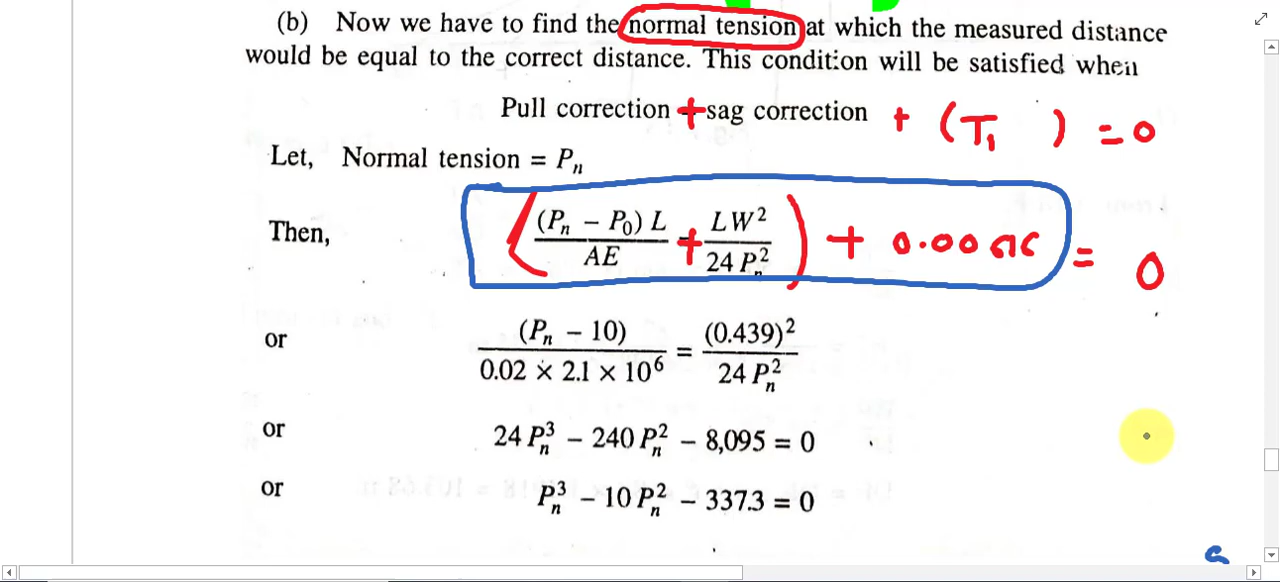 (b) Now we have to find the normal tension at which the measured distance
would be equal to the correct distance. This condition will be satisfied when
Pull correction + sag correction + (T₁ ) = 0
Let, Normal tension = Pₙ
Then, ( (Pₙ − P₀) L / AE + LW² / 24 Pₙ² ) + = 0
or (Pₙ − 10) / 0.02 × 2.1 × 10⁶ = (0.439)² / 24 Pₙ²
or 24 Pₙ³ − 240 Pₙ² − 8,095 = 0
or Pₙ³ − 10 Pₙ² − 337.3 = 0